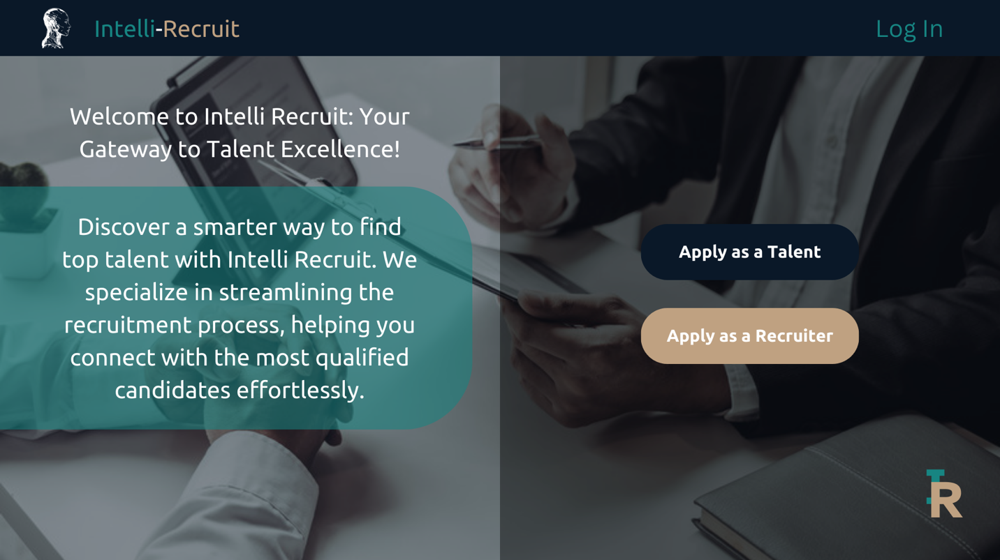 Intelli-Recruit
Log In
Welcome to Intelli Recruit: Your
Gateway to Talent Excellence!
Discover a smarter way to find
top talent with Intelli Recruit. We
specialize in streamlining the
recruitment process, helping you
connect with the most qualified
candidates effortlessly.
Apply as a Talent
Apply as a Recruiter
IR